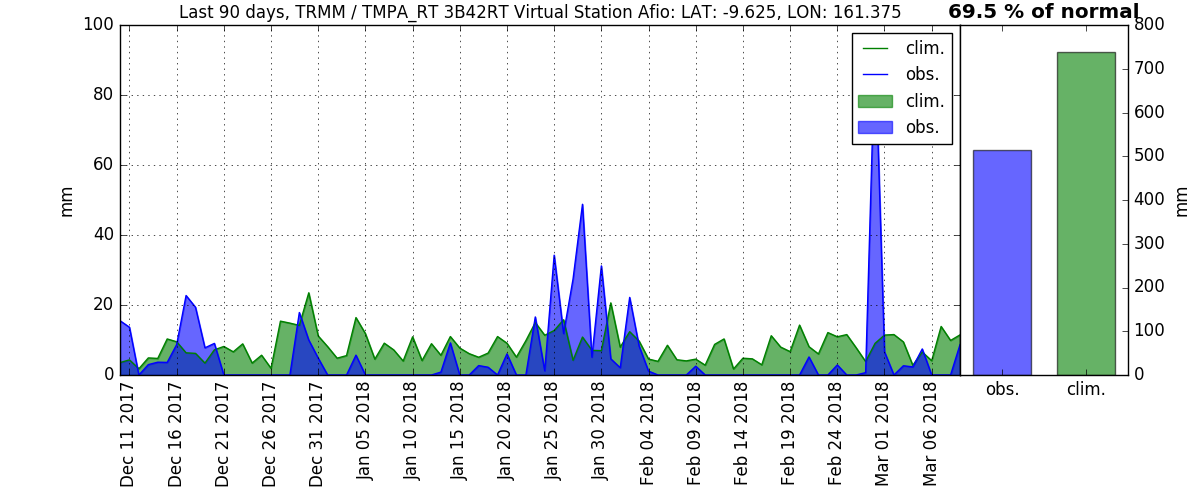 Last 90 days, TRMM / TMPA_RT 3B42RT Virtual Station Afio: LAT: -9.625, LON: 161.375
69.5 % of normal
100
80
60
40
20
0
mm
clim.
obs.
clim.
obs.
800
700
600
500
400
300
200
100
0
mm
obs.
clim.
Dec 11 2017
Dec 16 2017
Dec 21 2017
Dec 26 2017
Dec 31 2017
Jan 05 2018
Jan 10 2018
Jan 15 2018
Jan 20 2018
Jan 25 2018
Jan 30 2018
Feb 04 2018
Feb 09 2018
Feb 14 2018
Feb 19 2018
Feb 24 2018
Mar 01 2018
Mar 06 2018